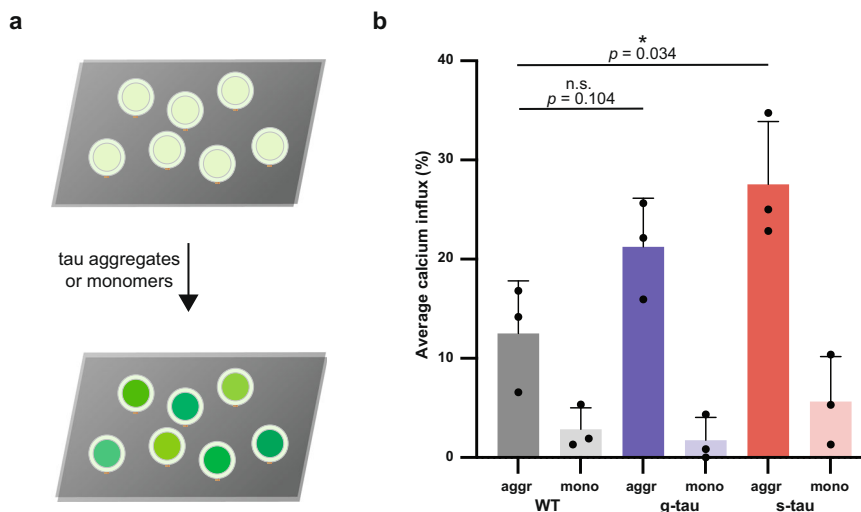 a
tau aggregates
or monomers
b
*
p = 0.034
n.s.
p = 0.104
Average calcium influx (%)
40
30
20
10
0
aggr mono aggr mono aggr mono
WT g-tau s-tau